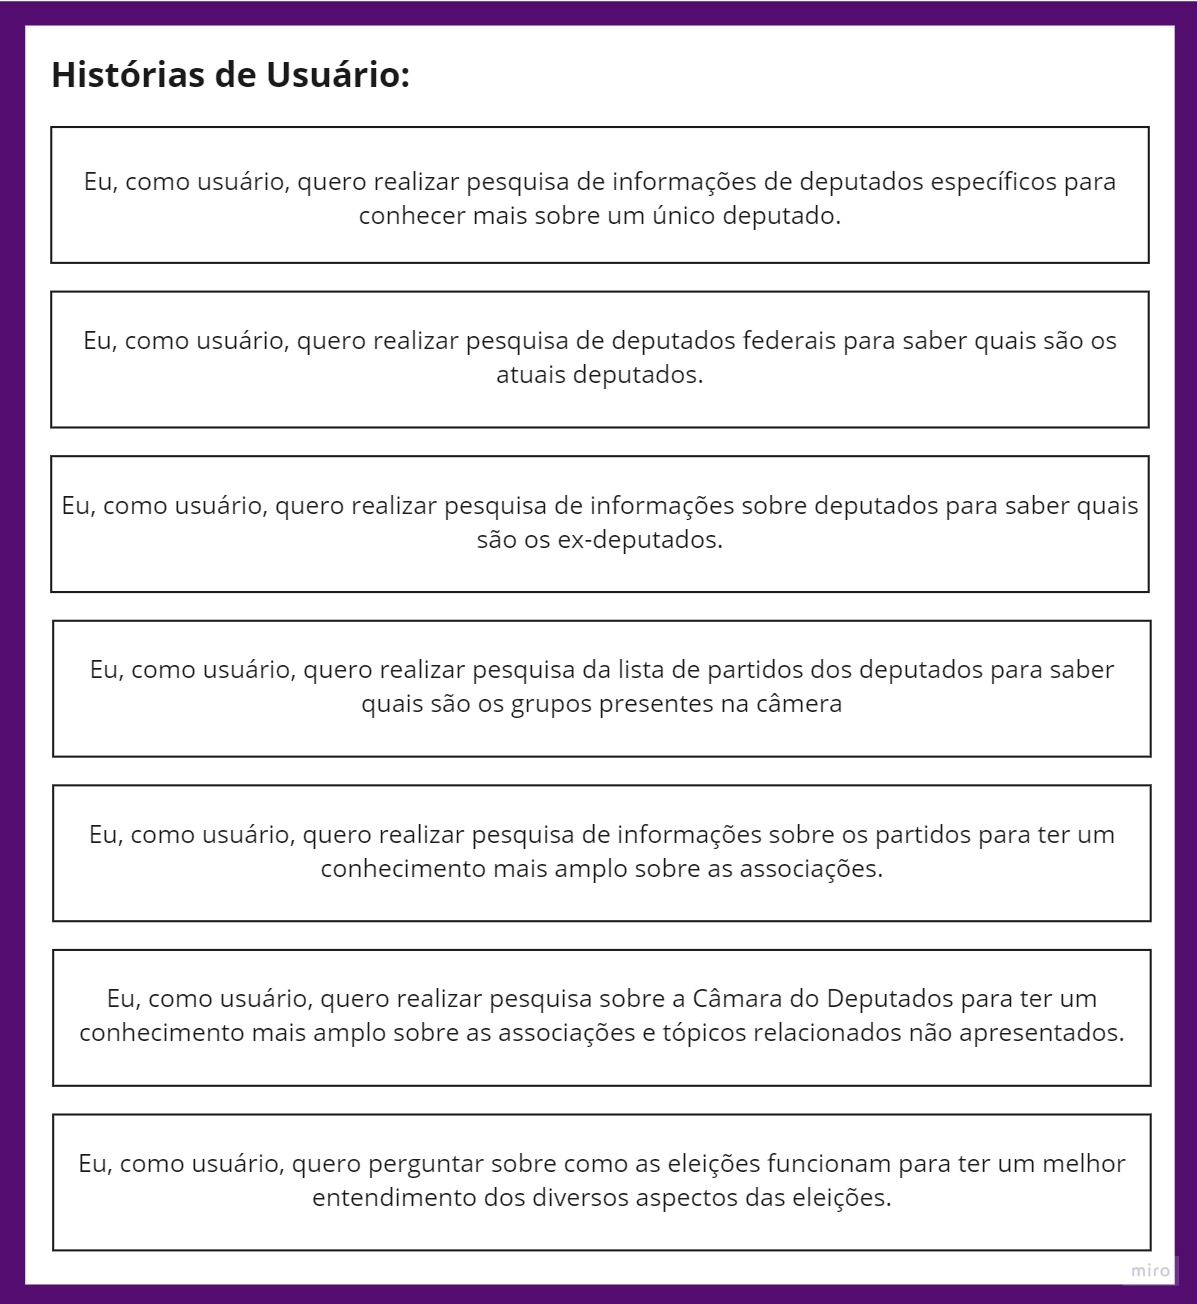 Histórias de Usuário:
Eu, como usuário, quero realizar pesquisa de informações de deputados específicos para
conhecer mais sobre um único deputado.
Eu, como usuário, quero realizar pesquisa de deputados federais para saber quais são os
atuais deputados.
Eu, como usuário, quero realizar pesquisa de informações sobre deputados para saber quais
são os ex-deputados.
Eu, como usuário, quero realizar pesquisa da lista de partidos dos deputados para saber
quais são os grupos presentes na câmera
Eu, como usuário, quero realizar pesquisa de informações sobre os partidos para ter um
conhecimento mais amplo sobre as associações.
Eu, como usuário, quero realizar pesquisa sobre a Câmara do Deputados para ter um
conhecimento mais amplo sobre as associações e tópicos relacionados não apresentados.
Eu, como usuário, quero perguntar sobre como as eleições funcionam para ter um melhor
entendimento dos diversos aspectos das eleições.
miro